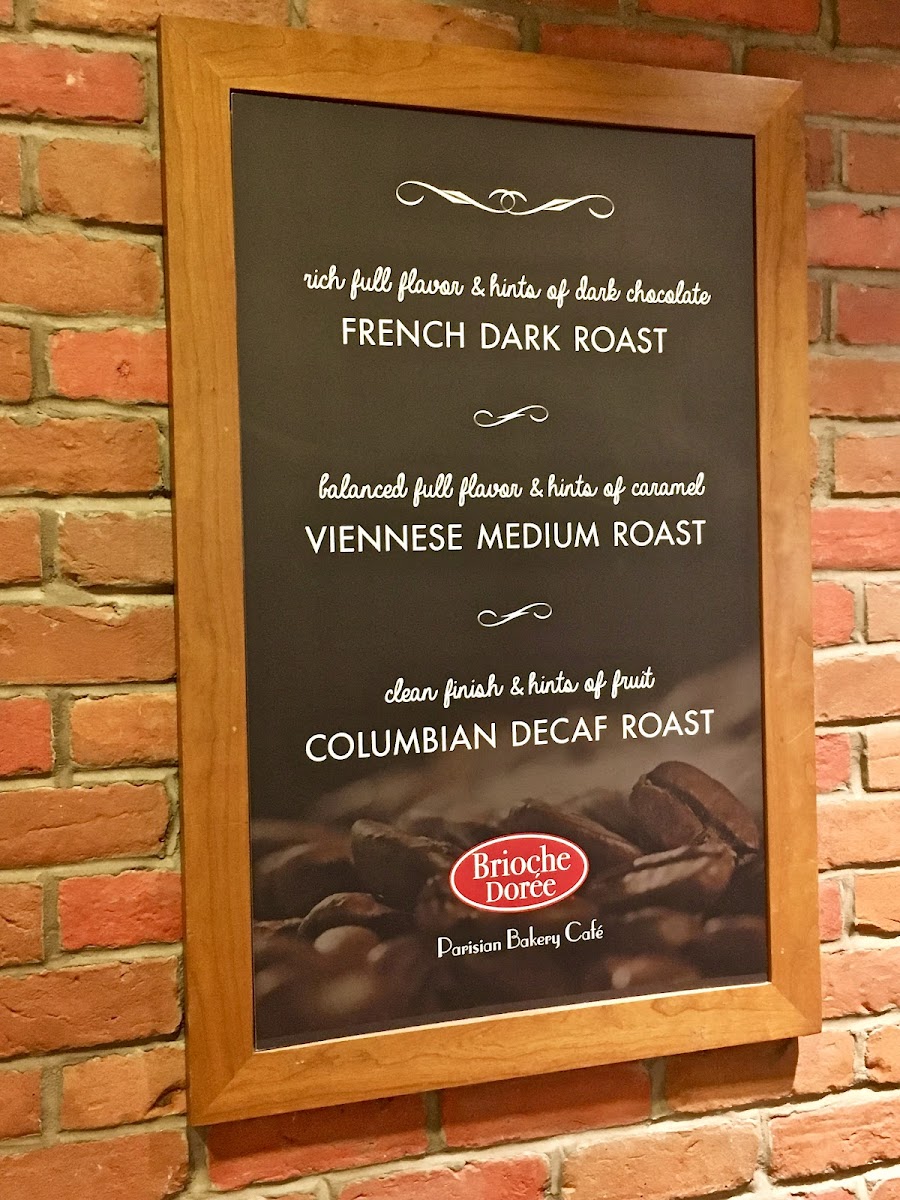 rich full flavor & hints of dark chocolate
FRENCH DARK ROAST
balanced full flavor & hints of caramel
VIENNESE MEDIUM ROAST
clean finish & hints of fruit
COLUMBIAN DECAF ROAST
Brioche
Dorée
Parisian Bakery Café